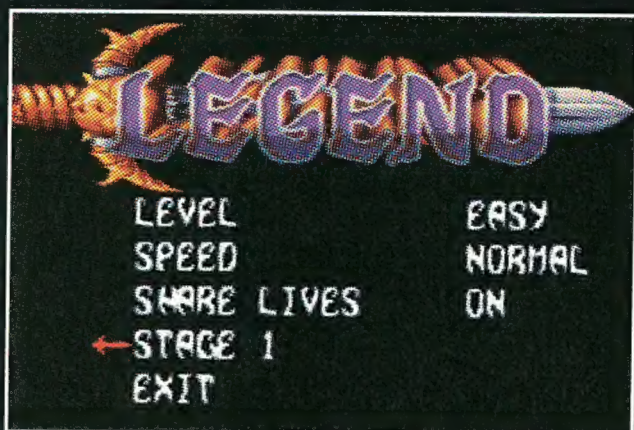 LEGEND
LEVEL EASY
SPEED NORMAL
SHARE LIVES ON
STAGE 1
EXIT